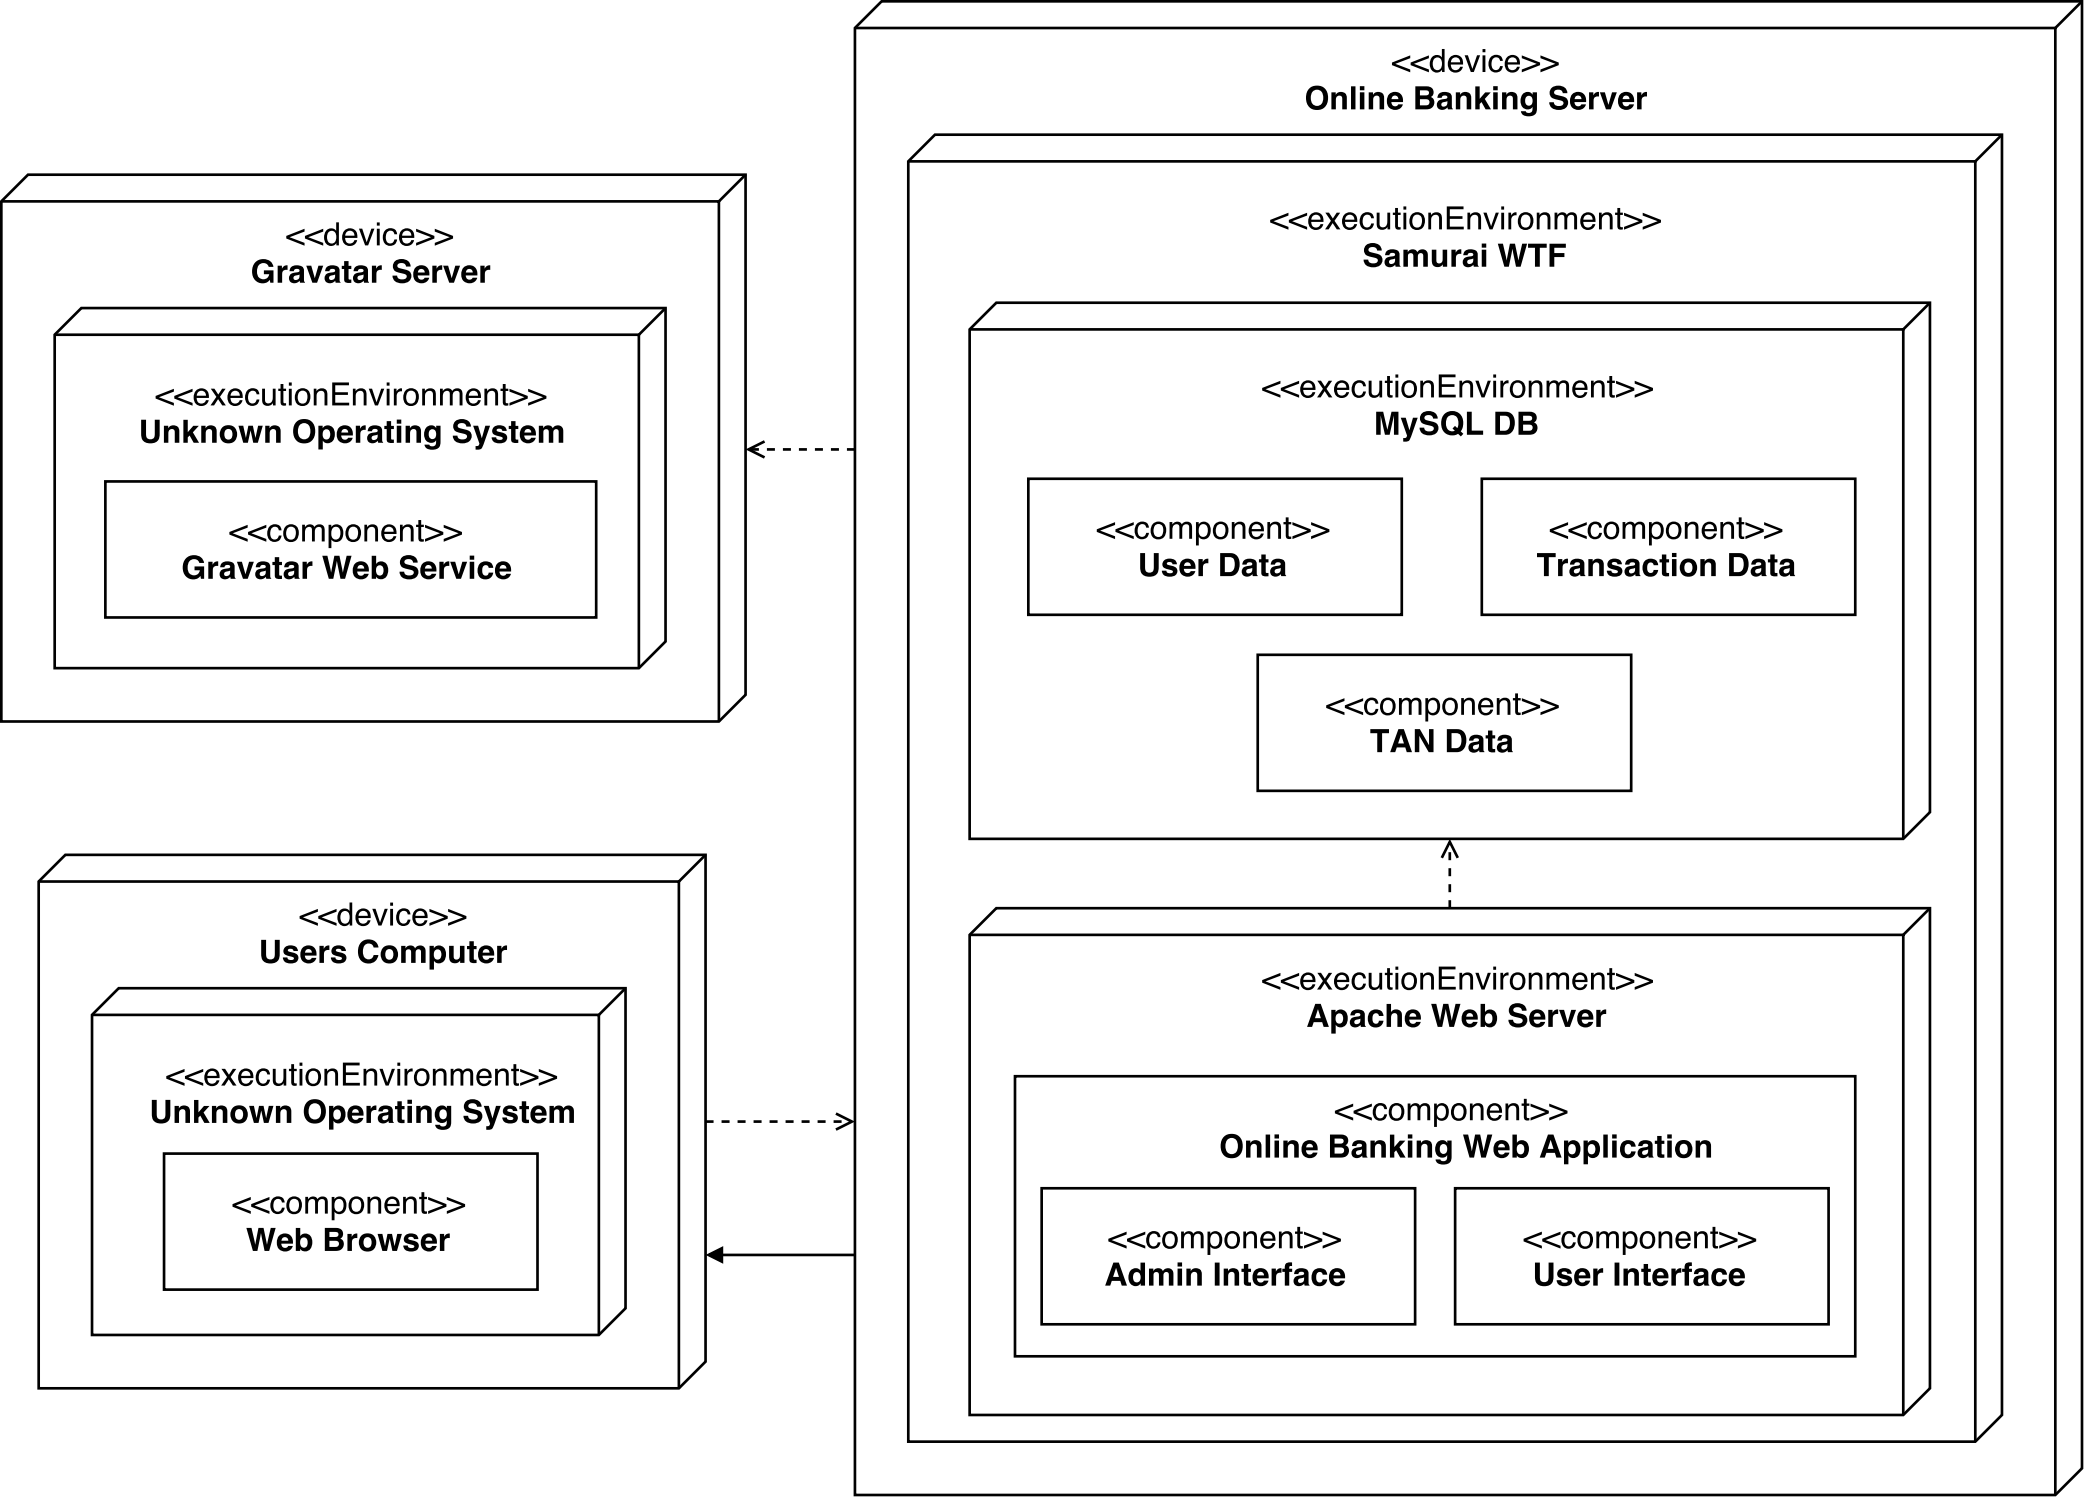 <<device>>
Online Banking Server
<<executionEnvironment>>
Samurai WTF
<<executionEnvironment>>
MySQL DB
<<component>>
User Data
<<component>>
Transaction Data
<<component>>
TAN Data
<<executionEnvironment>>
Apache Web Server
<<component>>
Online Banking Web Application
<<component>>
Admin Interface
<<component>>
User Interface
<<device>>
Gravatar Server
<<executionEnvironment>>
Unknown Operating System
<<component>>
Gravatar Web Service
<<device>>
Users Computer
<<executionEnvironment>>
Unknown Operating System
<<component>>
Web Browser